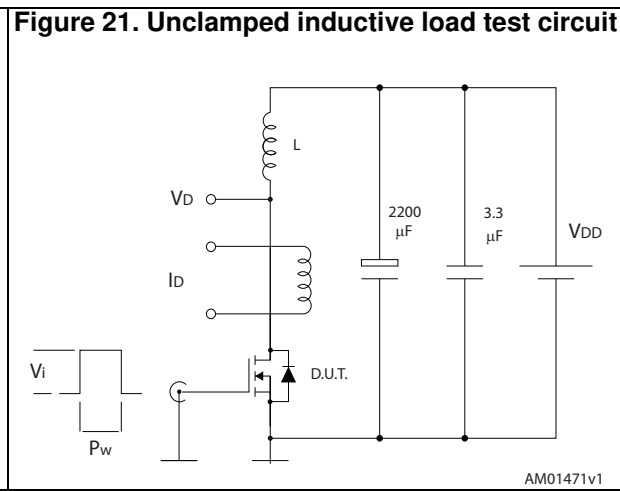 Figure 21. Unclamped inductive load test circuit
L
VD
2200
μF
3.3
μF
VDD
ID
Vi
D.U.T.
Pw
AM01471v1